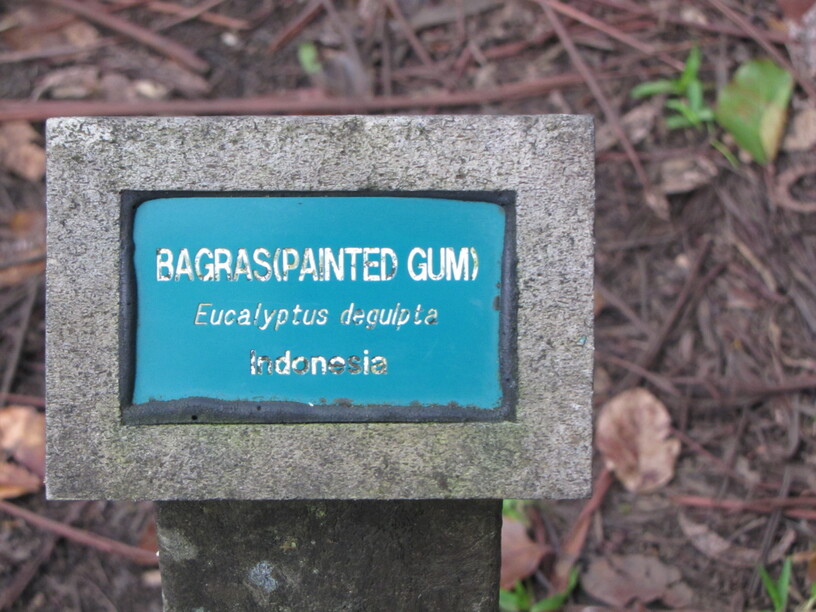 BAGRAS(PAINTED GUM)
Eucalyptus deguipta
Indonesia